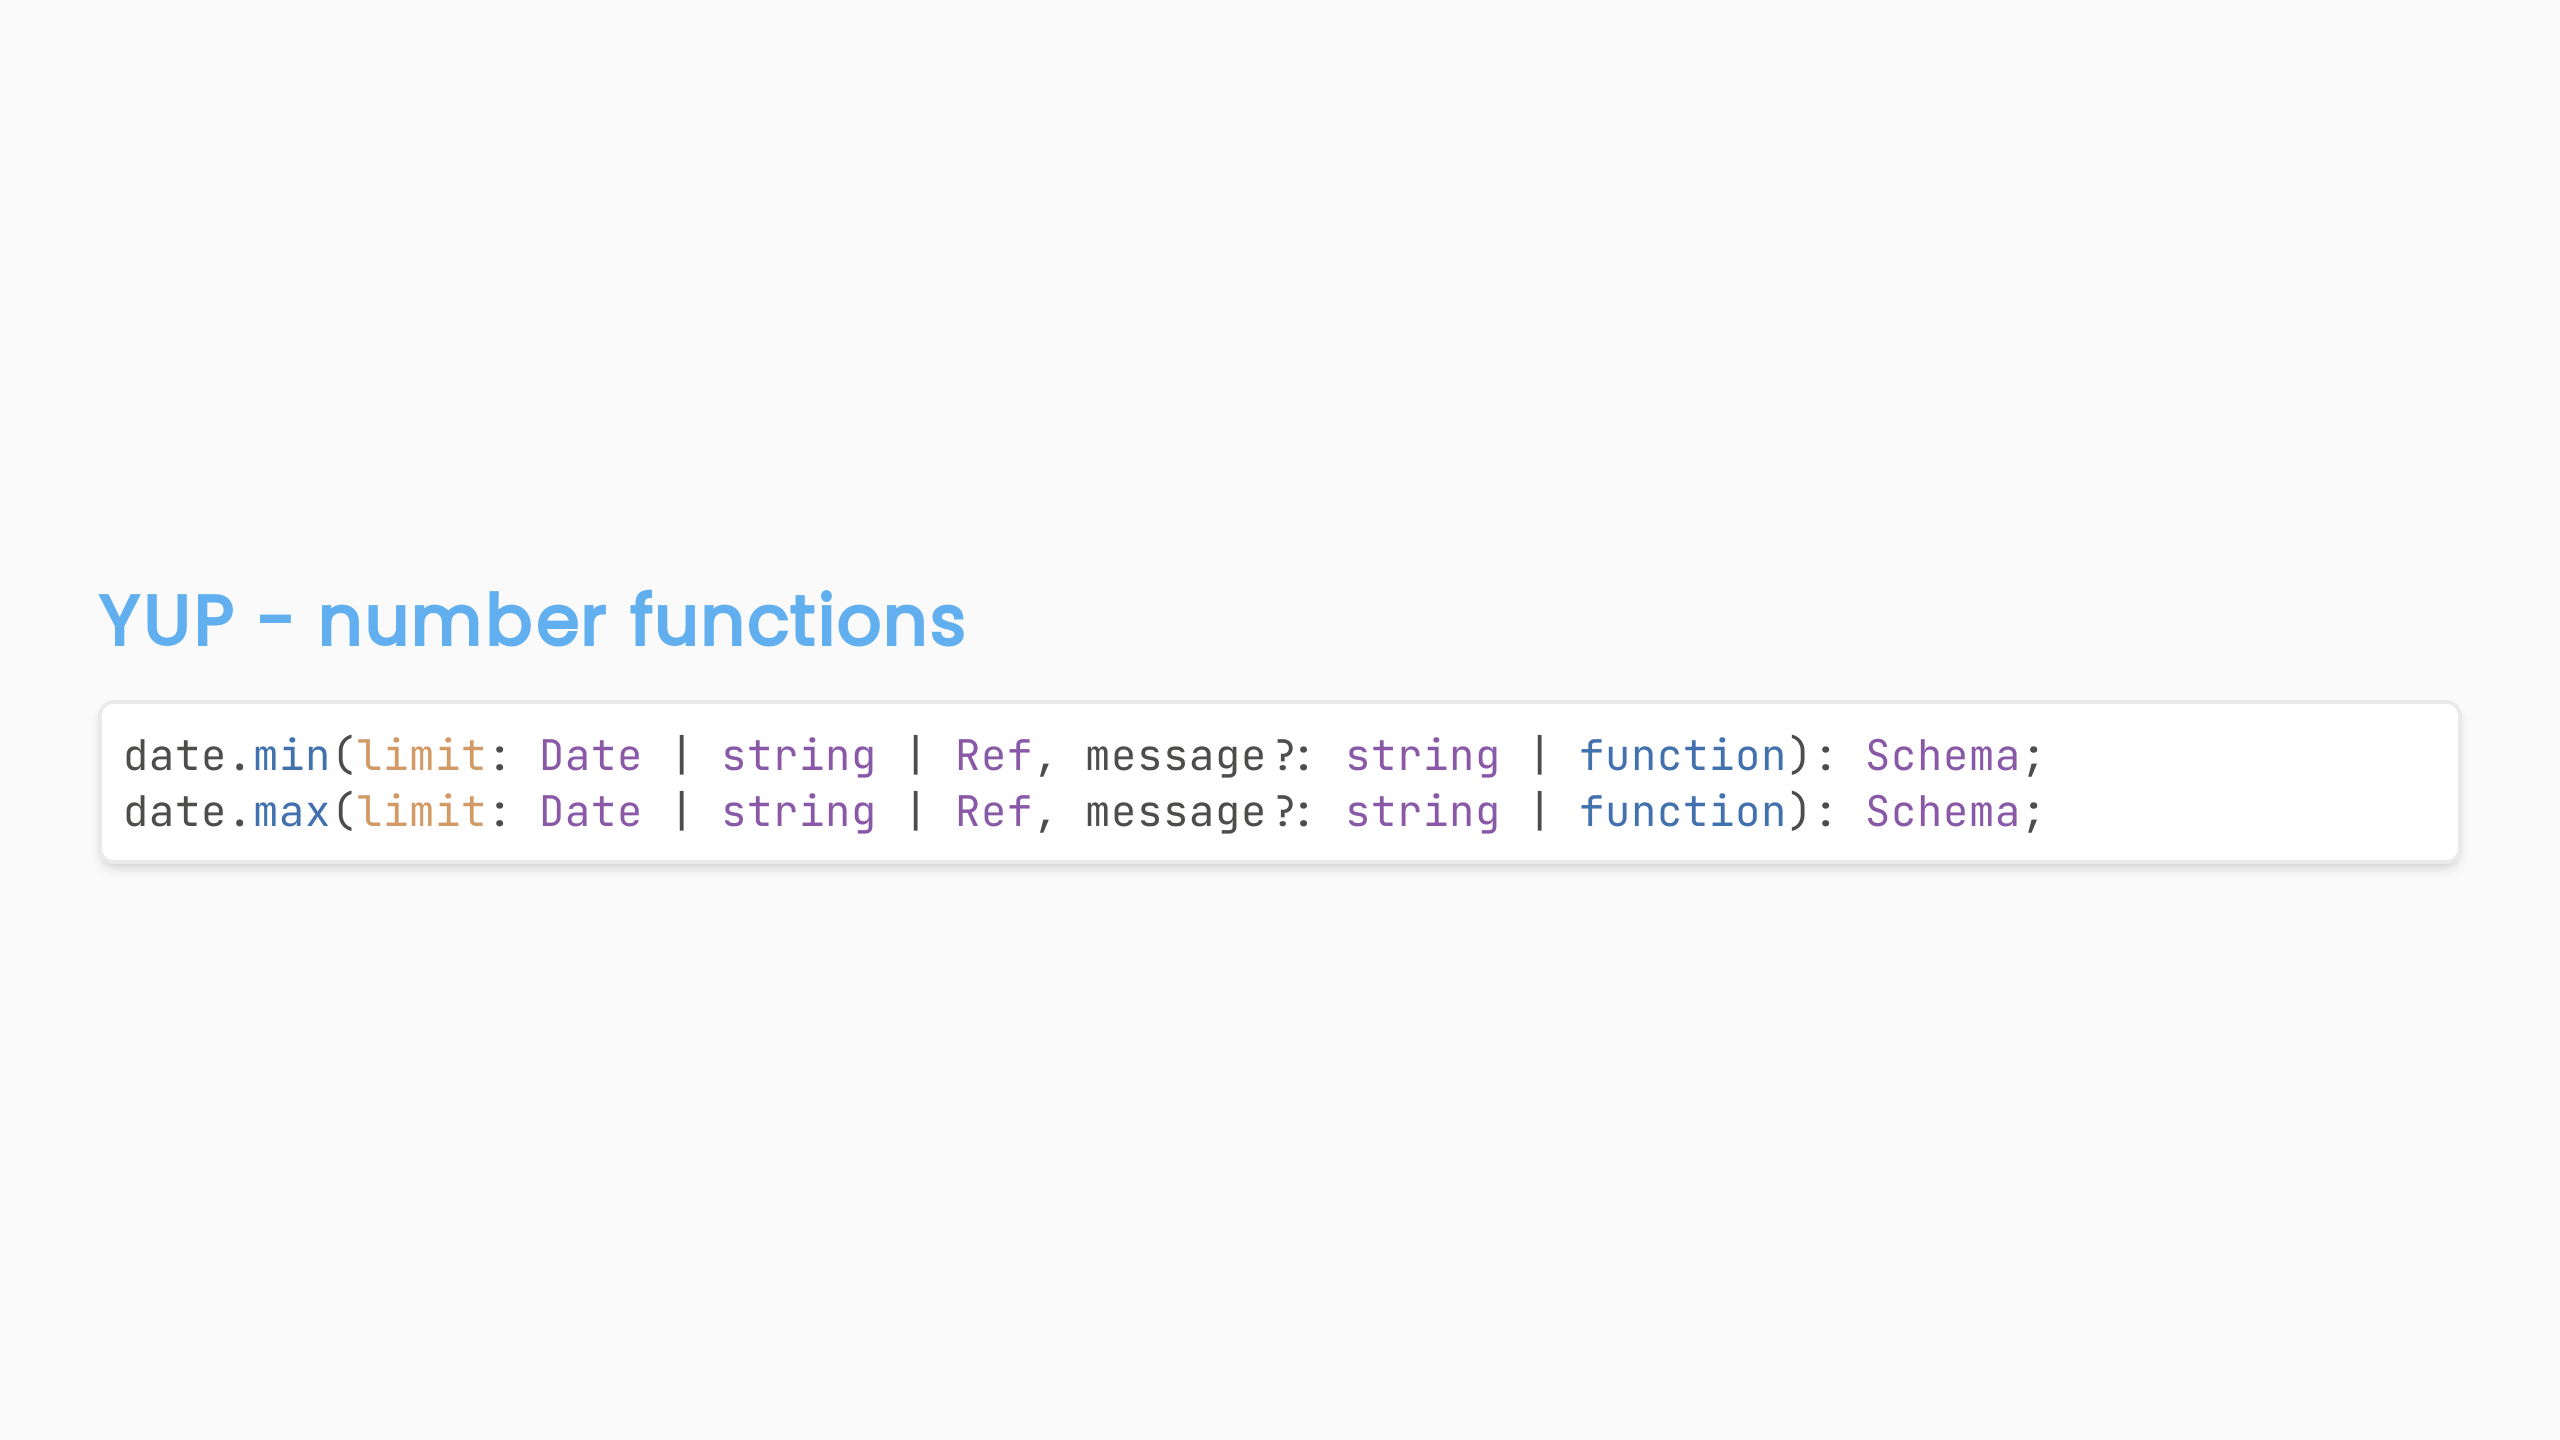 YUP - number functions
date.min(limit: Date | string | Ref, message?: string | function): Schema;
date.max(limit: Date | string | Ref, message?: string | function): Schema;